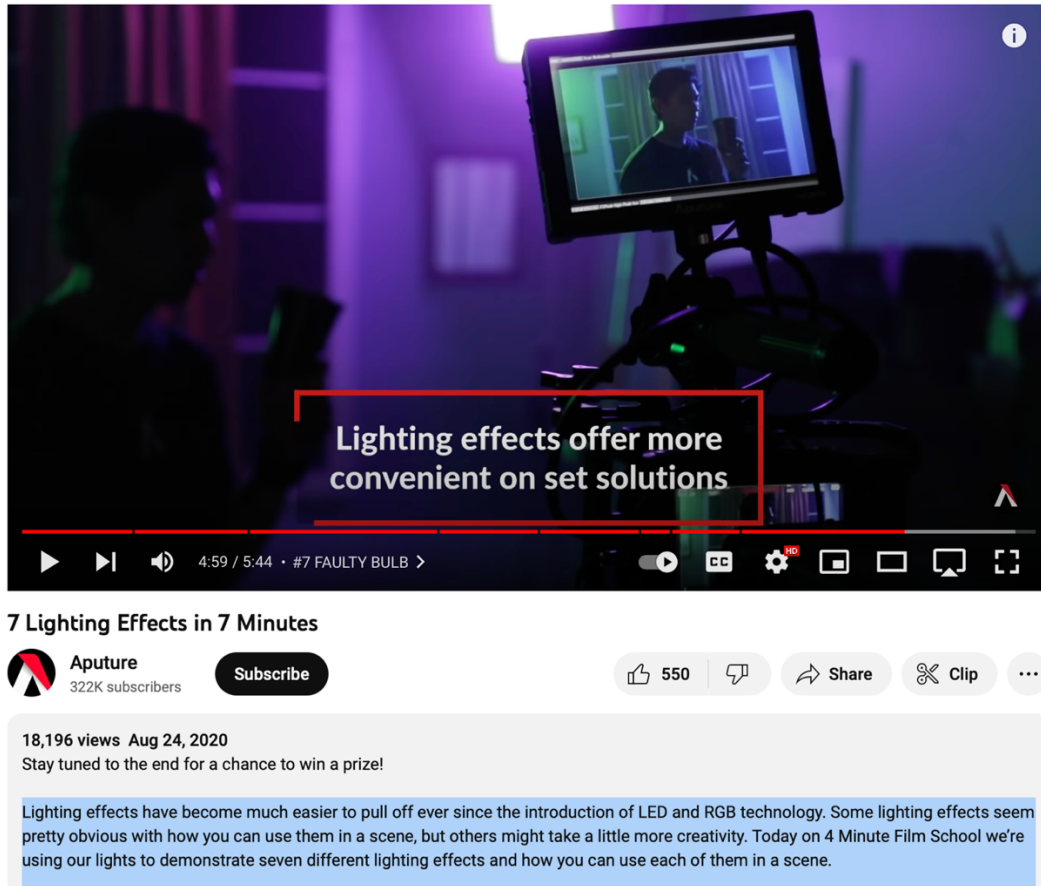 Lighting effects offer more
convenient on set solutions
4:59 / 5:44 • #7 FAULTY BULB >
CC
HD
7 Lighting Effects in 7 Minutes
Aputure
322K subscribers
Subscribe
550
Share
Clip
18,196 views Aug 24, 2020
Stay tuned to the end for a chance to win a prize!
Lighting effects have become much easier to pull off ever since the introduction of LED and RGB technology. Some lighting effects seem
pretty obvious with how you can use them in a scene, but others might take a little more creativity. Today on 4 Minute Film School we’re
using our lights to demonstrate seven different lighting effects and how you can use each of them in a scene.